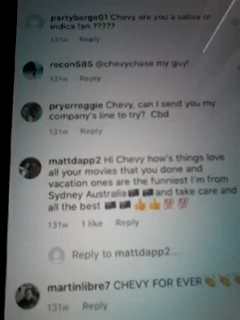 partybarge01 Chevy are you a sativa or
indica fan ?????
131w Reply
recon585 @chevychase my guy!
131w Reply
pryorreggie Chevy, can I send you my
company's line to try? Cbd
131w Reply
mattdapp2 Hi Chevy how's things love
all your movies that you done and
vacation ones are the funniest I'm from
Sydney Australia🇦🇺🇦🇺and take care and
all the best 🇦🇺🇦🇺👍👍💯💯
131w 1 like Reply
Reply to mattdapp2...
martinlibre7 CHEVY FOR EVER👏👏👏
131w Reply